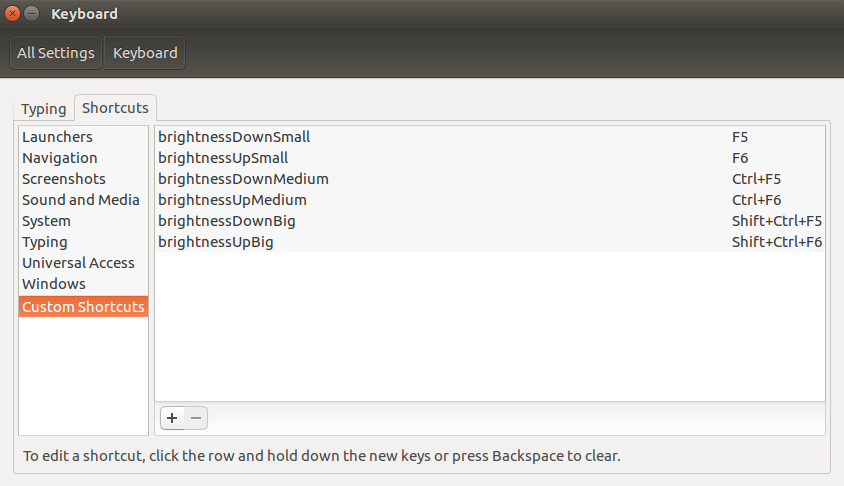 Keyboard
All Settings Keyboard
Typing Shortcuts
Launchers
Navigation
Screenshots
Sound and Media
System
Typing
Universal Access
Windows
Custom Shortcuts
brightnessDownSmall F5
brightnessUpSmall F6
brightnessDownMedium Ctrl+F5
brightnessUpMedium Ctrl+F6
brightnessDownBig Shift+Ctrl+F5
brightnessUpBig Shift+Ctrl+F6
To edit a shortcut, click the row and hold down the new keys or press Backspace to clear.